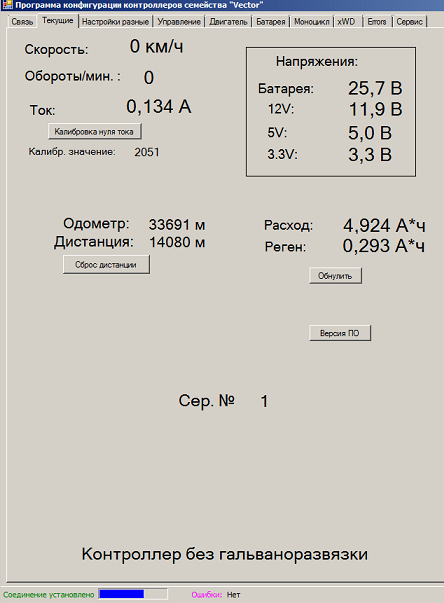 Программа конфигурации контроллеров семейства "Vector"
Связь Текущие Настройки разные Управление Двигатель Батарея Моноцикл xWD Errors Сервис
Скорость: 0 км/ч
Обороты/мин. : 0
Ток: 0,134 А
Калибровка нуля тока
Калибр. значение: 2051
Напряжения:
Батарея: 25,7 В
12V: 11,9 В
5V: 5,0 В
3.3V: 3,3 В
Одометр: 33691 м
Дистанция: 14080 м
Сброс дистанции
Расход: 4,924 А*ч
Реген: 0,293 А*ч
Обнулить
Версия ПО
Сер. № 1
Контроллер без гальваноразвязки
Соединение установлено Ошибки: Нет